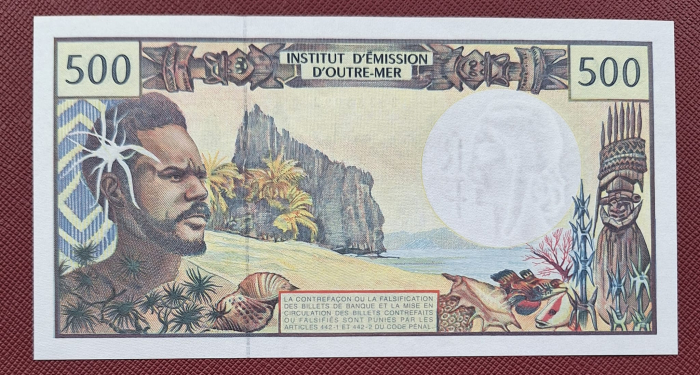 500
INSTITUT D'ÉMISSION
D'OUTRE-MER
500
LA CONTREFAÇON OU LA FALSIFICATION
DES BILLETS DE BANQUE ET LA MISE EN
CIRCULATION DES BILLETS CONTREFAITS
OU FALSIFIÉS SONT PUNIES PAR LES
ARTICLES 442-1 ET 442-2 DU CODE PÉNAL.